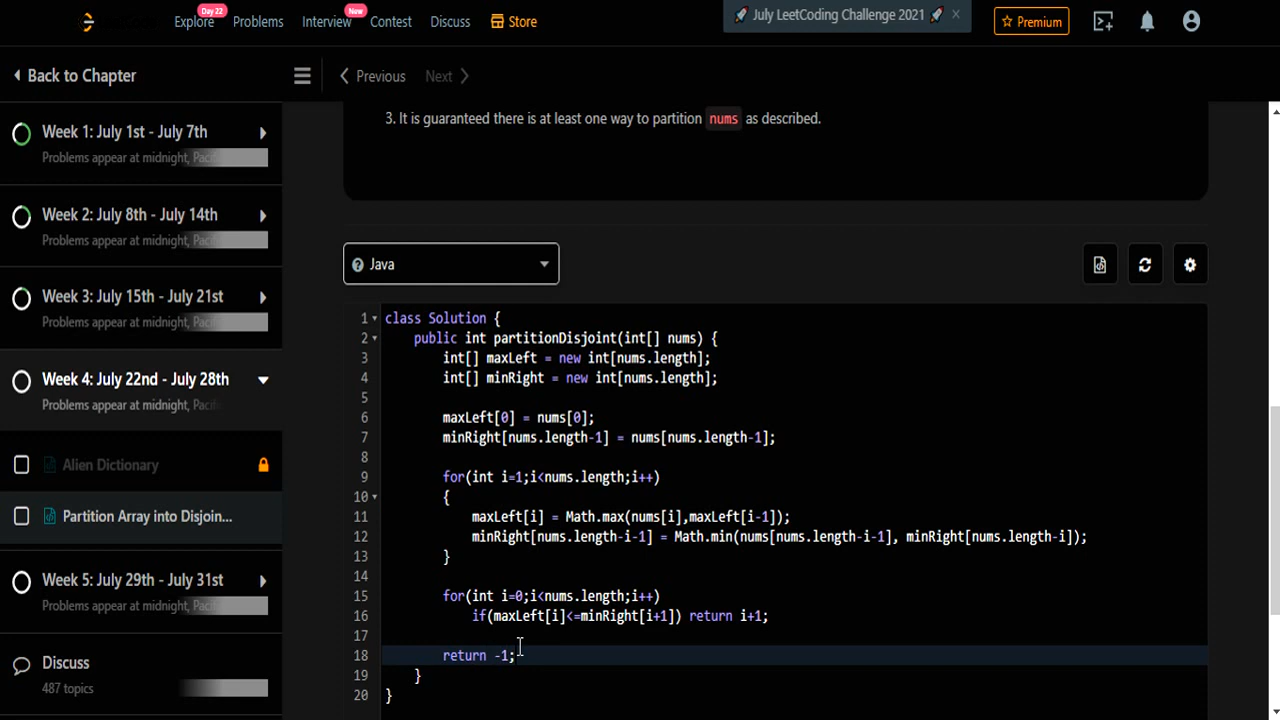 Day 22
New
Explore Problems Interview Contest Discuss Store
🚀 July LeetCoding Challenge 2021 🚀 ×
Premium
Back to Chapter
Previous Next
Week 1: July 1st - July 7th
Problems appear at midnight, Pacifi
Week 2: July 8th - July 14th
Problems appear at midnight, Pacifi
Week 3: July 15th - July 21st
Problems appear at midnight, Pacifi
Week 4: July 22nd - July 28th
Problems appear at midnight, Pacific
Alien Dictionary
Partition Array into Disjoin...
Week 5: July 29th - July 31st
Problems appear at midnight, Pacifi
Discuss
487 topics
3. It is guaranteed there is at least one way to partition nums as described.
Java
1 class Solution {
2 public int partitionDisjoint(int[] nums) {
3 int[] maxLeft = new int[nums.length];
4 int[] minRight = new int[nums.length];
5
6 maxLeft[0] = nums[0];
7 minRight[nums.length-1] = nums[nums.length-1];
8
9 for(int i=1;i<nums.length;i++)
10 {
11 maxLeft[i] = Math.max(nums[i],maxLeft[i-1]);
12 minRight[nums.length-i-1] = Math.min(nums[nums.length-i-1], minRight[nums.length-i]);
13 }
14
15 for(int i=0;i<nums.length;i++)
16 if(maxLeft[i]<=minRight[i+1]) return i+1;
17
18 return -1;
19 }
20 }